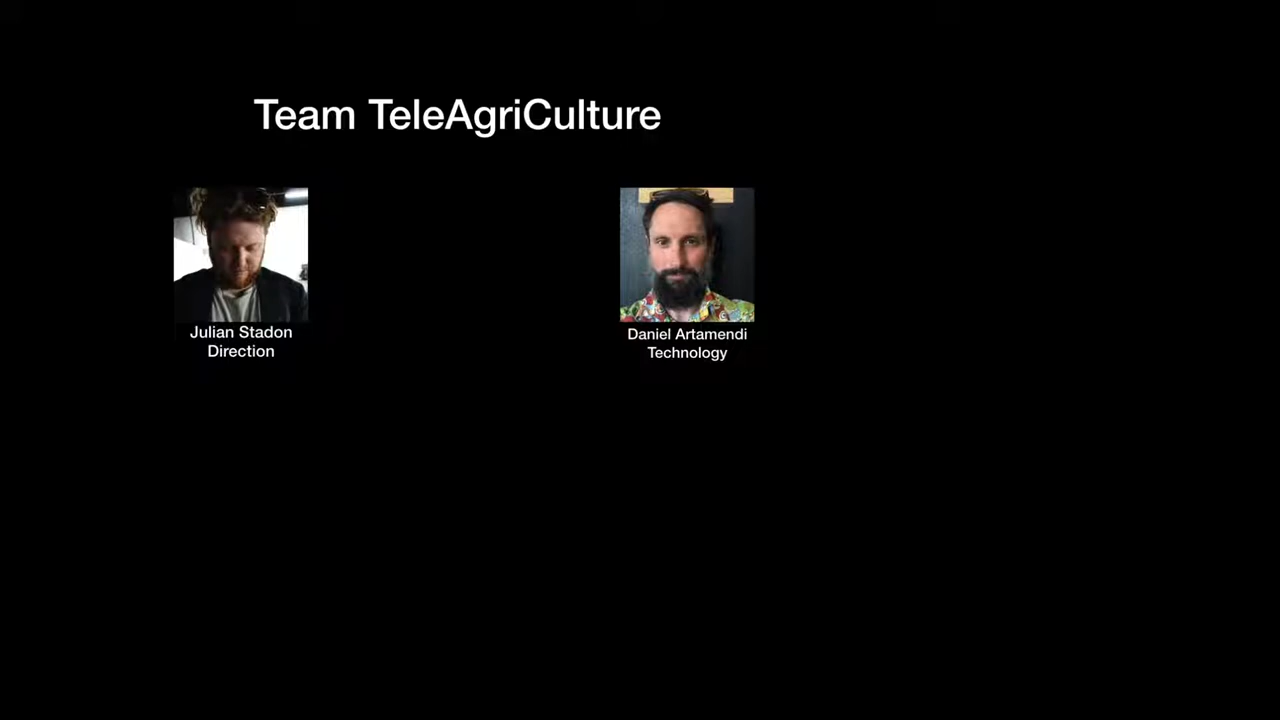 Team TeleAgriCulture
Julian Stadon
Direction
Daniel Artamendi
Technology